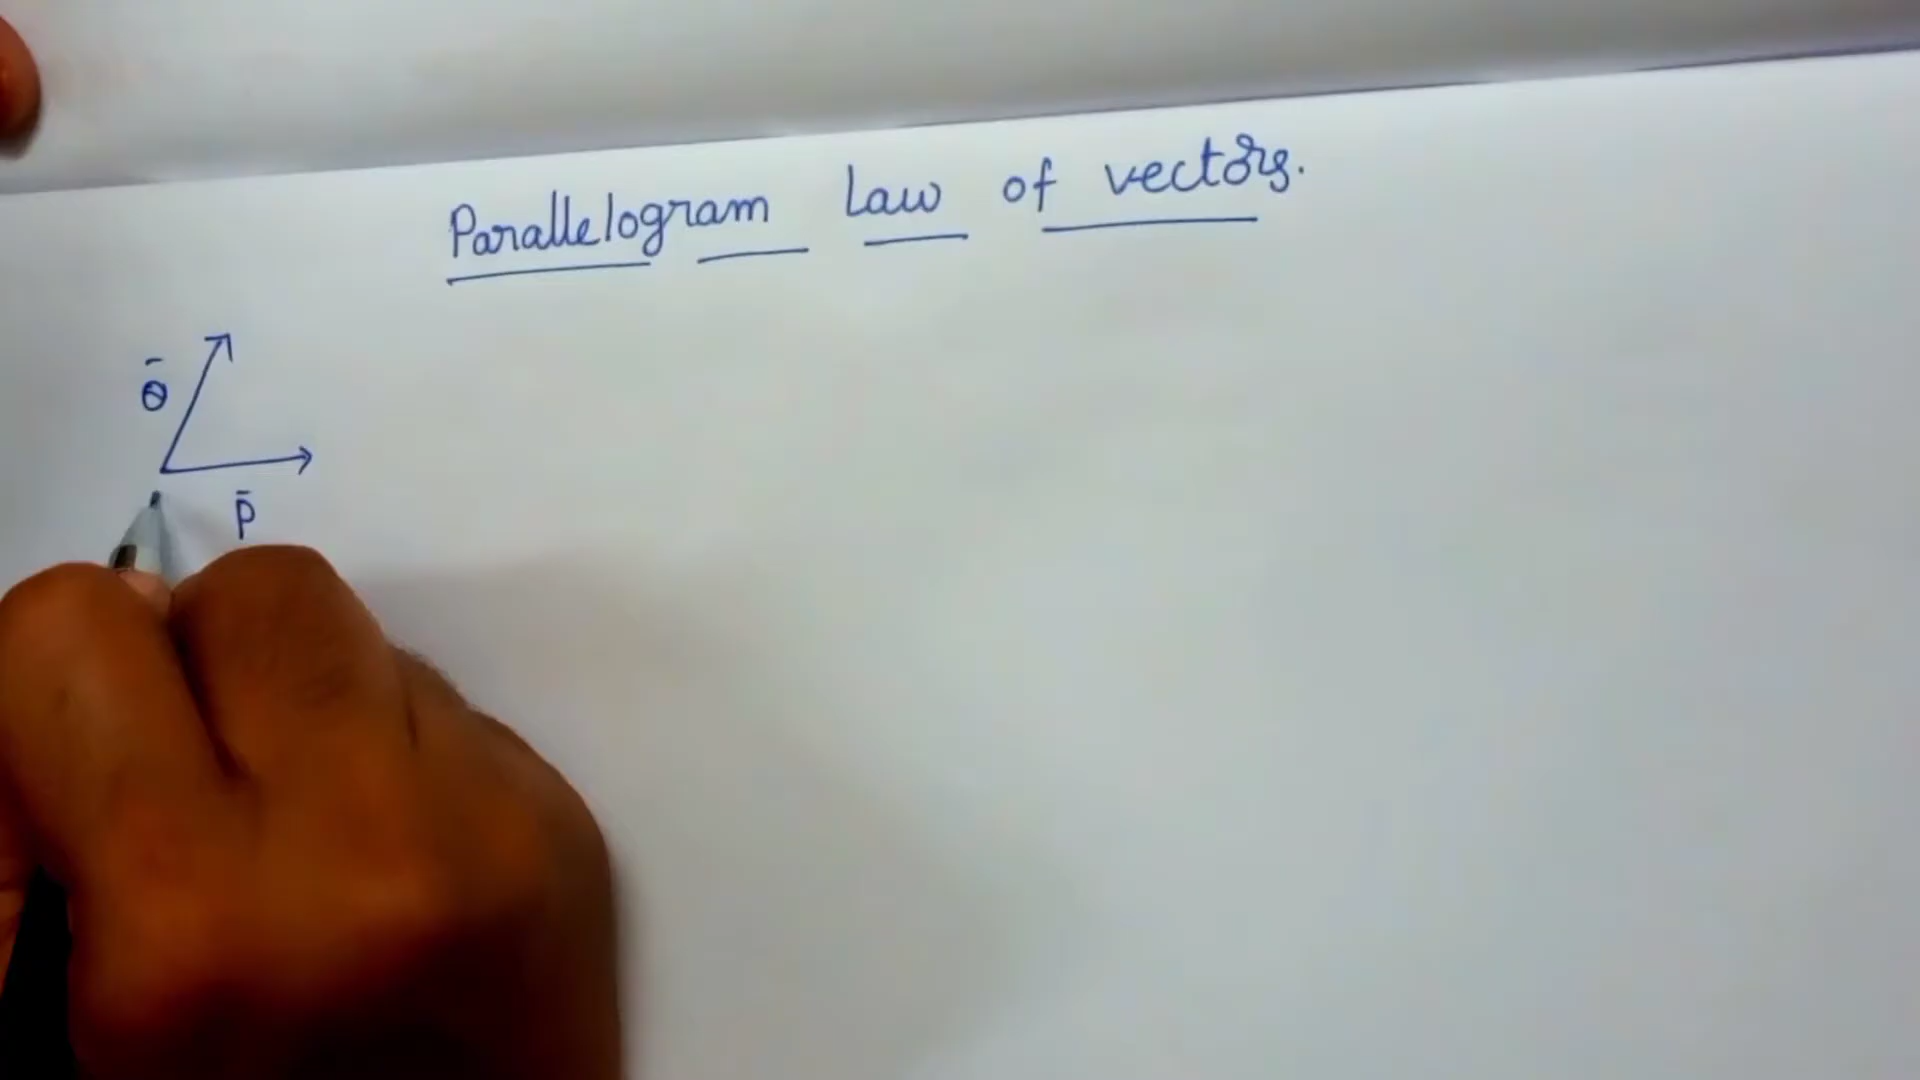 Parallelogram Law of vectors.
Q̄
P̄